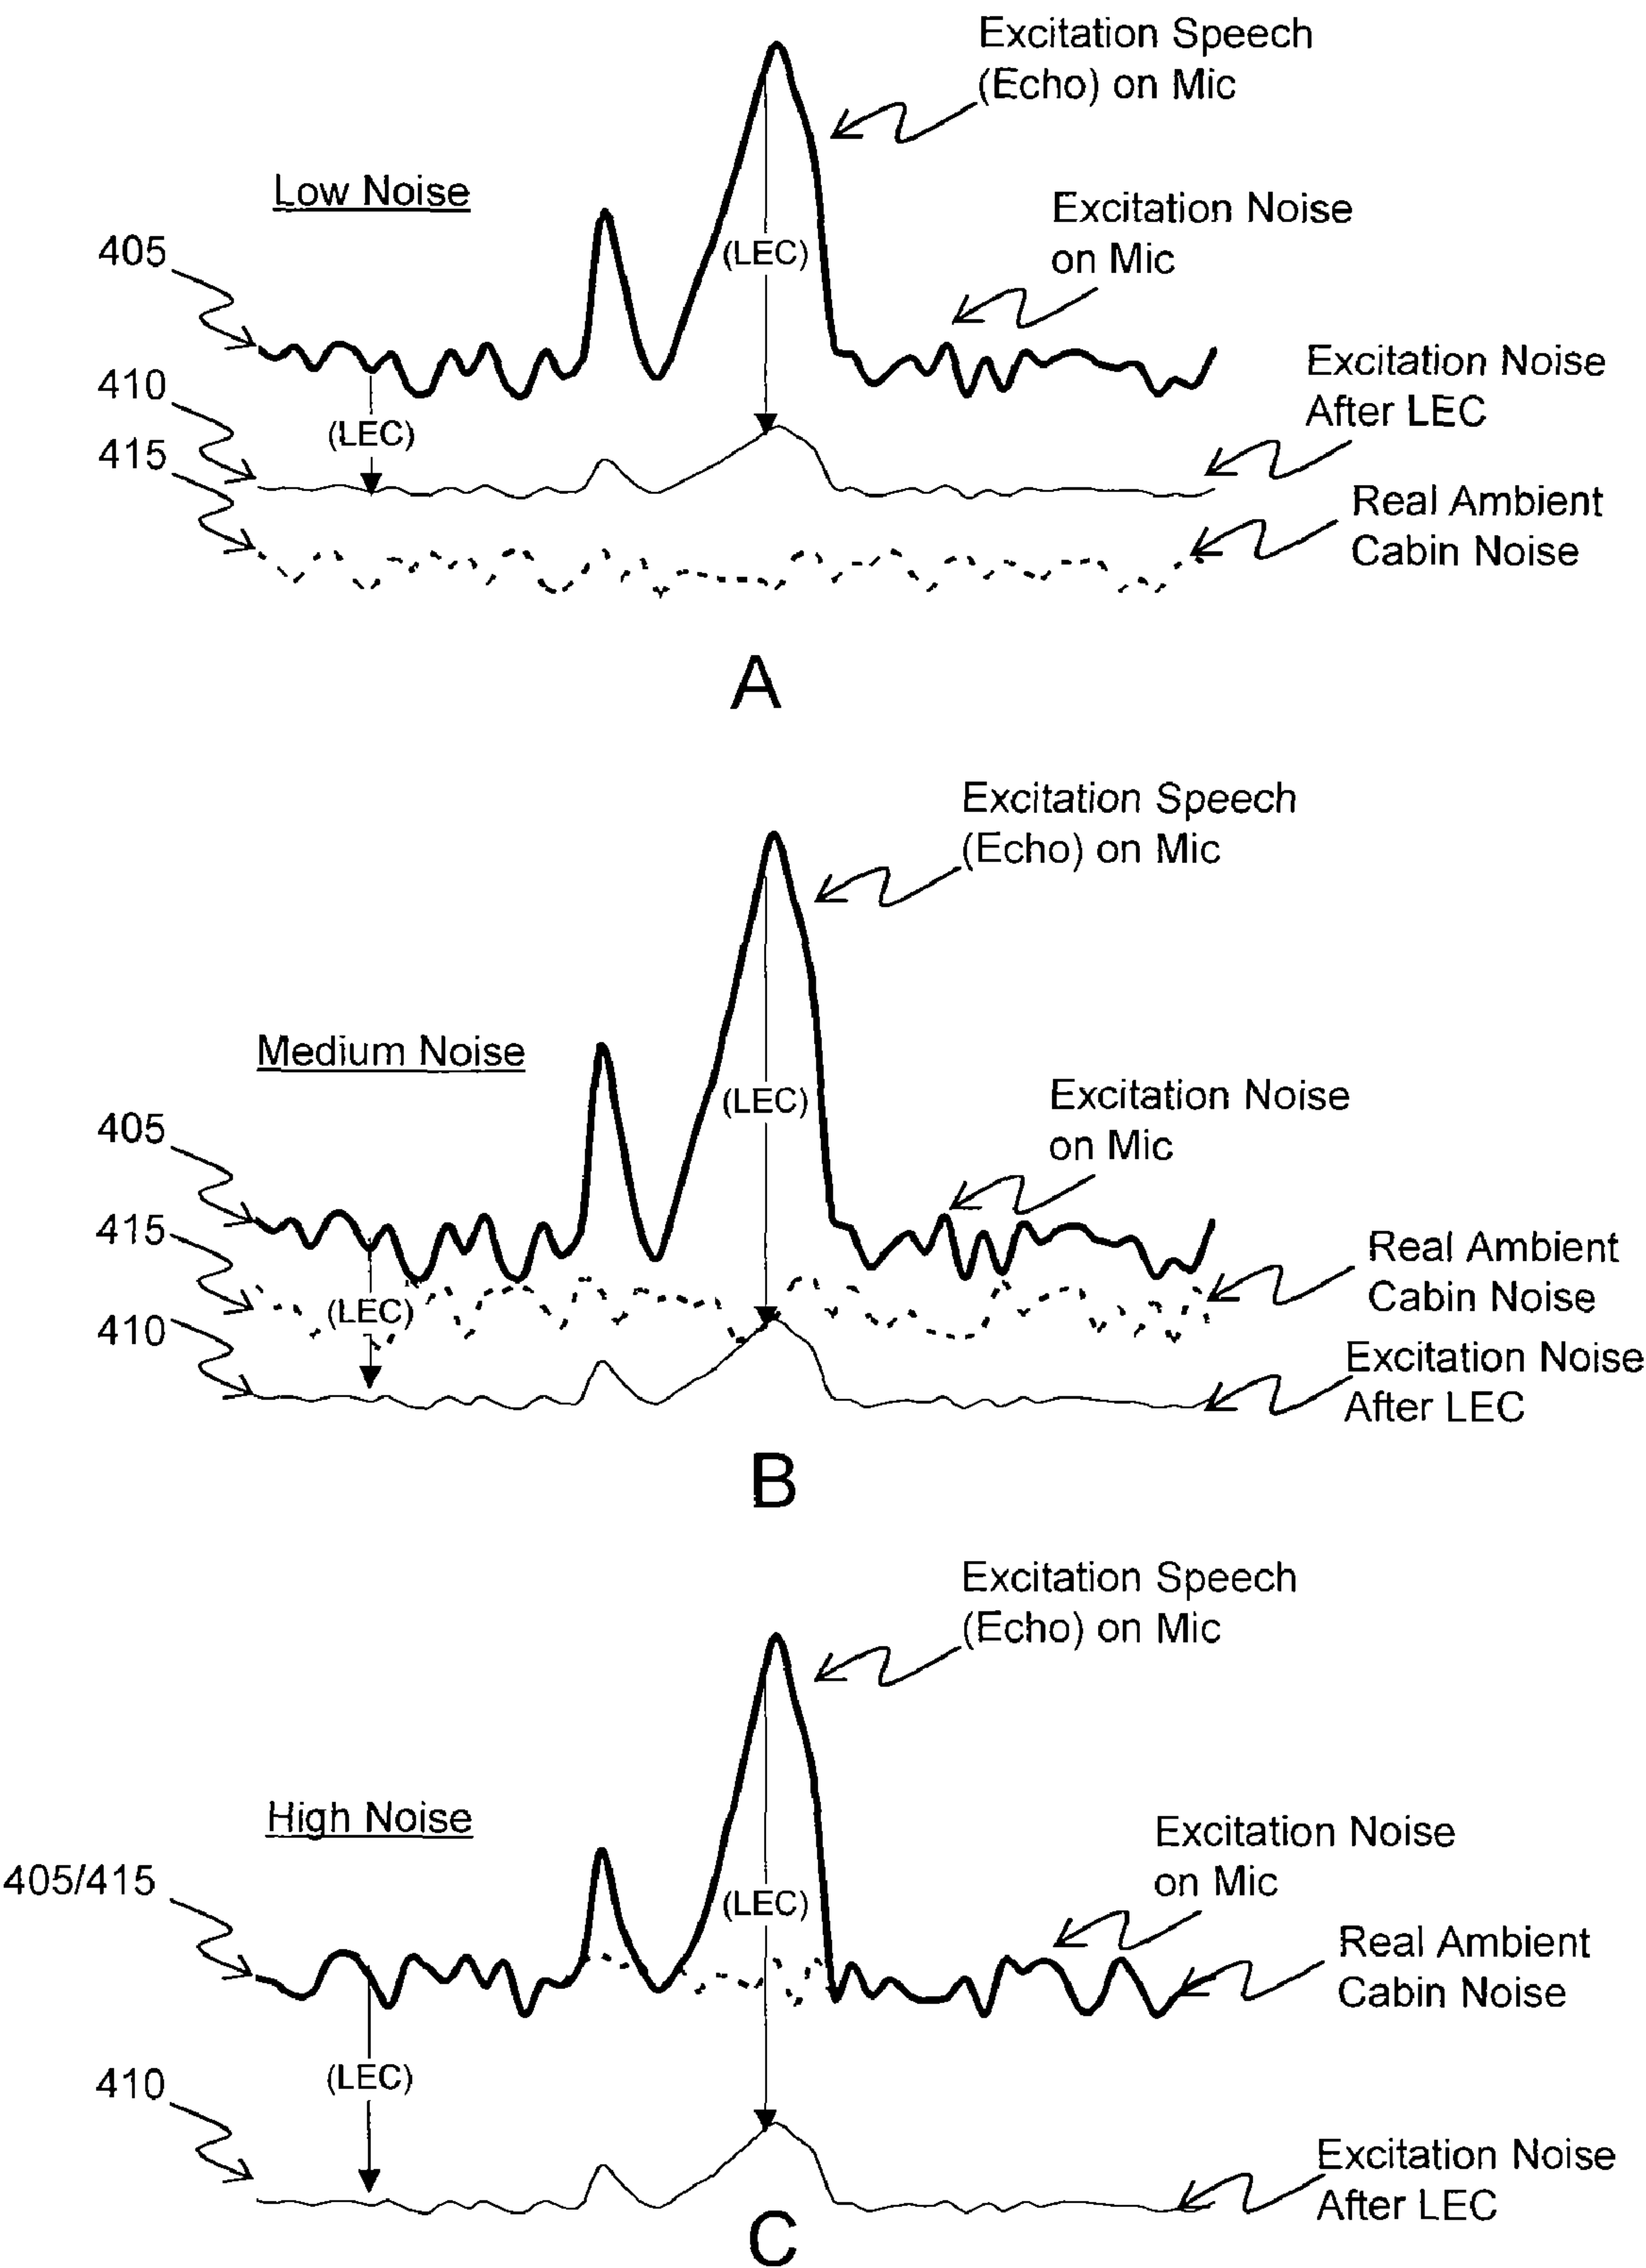 Excitation Speech
(Echo) on Mic
Low Noise
Excitation Noise
on Mic
405
(LEC)
Excitation Noise
After LEC
410
(LEC)
415
Real Ambient
Cabin Noise
A
Excitation Speech
(Echo) on Mic
Medium Noise
Excitation Noise
on Mic
(LEC)
405
415
Real Ambient
Cabin Noise
(LEC)
410
Excitation Noise
After LEC
B
Excitation Speech
(Echo) on Mic
High Noise
Excitation Noise
on Mic
405/415
(LEC)
Real Ambient
Cabin Noise
(LEC)
410
Excitation Noise
After LEC
C